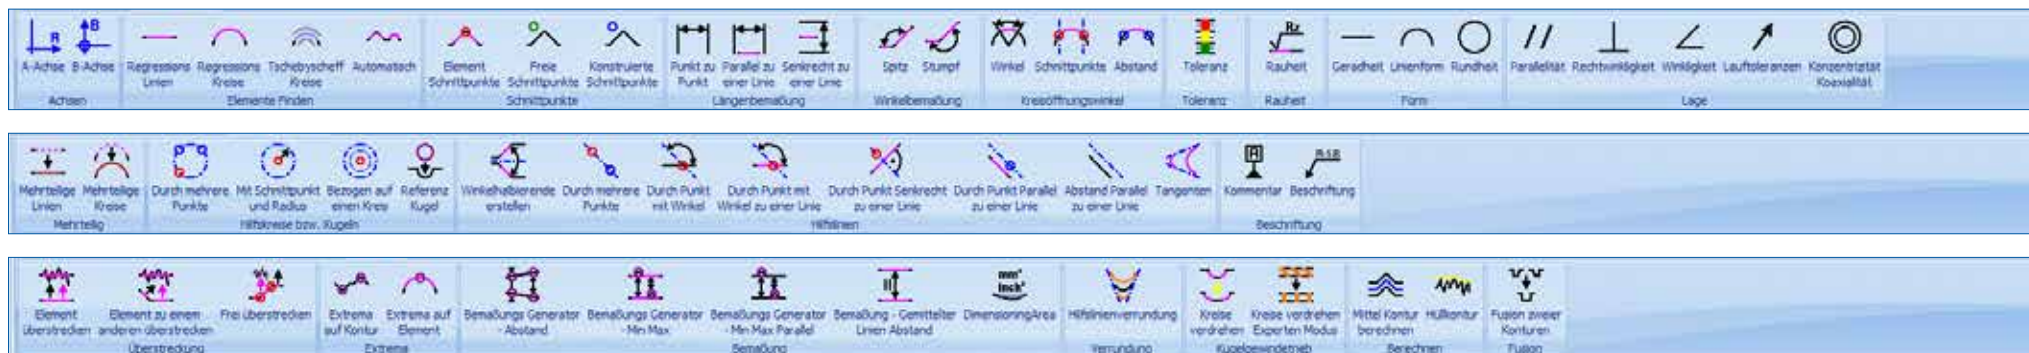 A B Rz
A-Achse B-Achse Regressions Linien Regressions Kreise Tschebyscheff Kreise Automatisch Element Schnittpunkte Freie Schnittpunkte Konstruierte Schnittpunkte Punkt zu Punkt Parallel zu einer Linie Senkrecht zu einer Linie Spitz Stumpf Winkel Schnittpunkte Abstand Toleranz Rauheit Geradheit Linienform Rundheit Parallelität Rechtwinkligkeit Winkligkeit Lauftoleranzen Konzentrizität Koaxialität
Achsen Elemente Finden Schnittpunkte Längenbemaßung Winkelbemaßung Kreisöffnungswinkel Toleranz Rauheit Form Lage
A
Mehrteilige Linien Mehrteilige Kreise Durch mehrere Punkte Mit Schnittpunkt und Radius Bezogen auf einen Kreis Referenz Kugel Winkelhalbierende erstellen Durch mehrere Punkte Durch Punkt mit Winkel Durch Punkt mit Winkel zu einer Linie Durch Punkt Senkrecht zu einer Linie Durch Punkt Parallel zu einer Linie Abstand Parallel zu einer Linie Tangenten Kommentar Beschriftung
Mehrteilig Hilfskreise bzw. Kugeln Hilfslinien Beschriftung
mm² inch²
Element überstrecken Element zu einem anderen überstrecken Frei überstrecken Extrema auf Kontur Extrema auf Element Bemaßungs Generator - Abstand Bemaßungs Generator - Min Max Bemaßungs Generator - Min Max Parallel Bemaßung - Gemittelter Linien Abstand DimensioningArea Hilfslinienverrundung Kreise verdrehen Kreise verdrehen Experten Modus Mittel Kontur berechnen Hüllkontur Fusion zweier Konturen
Überstreckung Extrema Bemaßung Verrundung Kugelgewindetrieb Berechnen Fusion